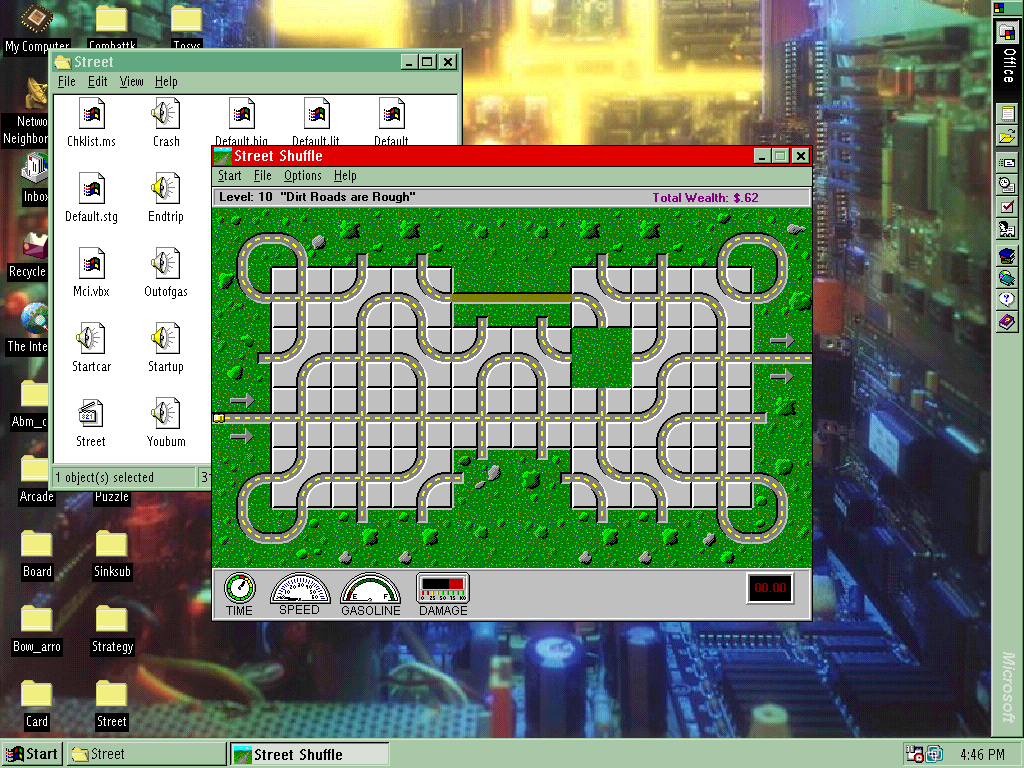 My Computer
Combattk
Tosys
Street
File Edit View Help
Office
Chklist.ms
Crash
Default.big
Default.lit
Default
Street Shuffle
Start File Options Help
Level: 10 "Dirt Roads are Rough"
Total Wealth: $.62
Netwo
Neighbor
Default.stg
Endtrip
Inbox
Recycle
Mci.vbx
Outofgas
The Inte
Startcar
Startup
Abm_c
Street
Youbum
1 object(s) selected
Arcade
Puzzle
Board
Sinksub
TIME
SPEED
E F
GASOLINE
0 25 50 75 100
DAMAGE
00.00
Bow_arro
Strategy
Card
Street
Microsoft
Start
Street
Street Shuffle
4:46 PM